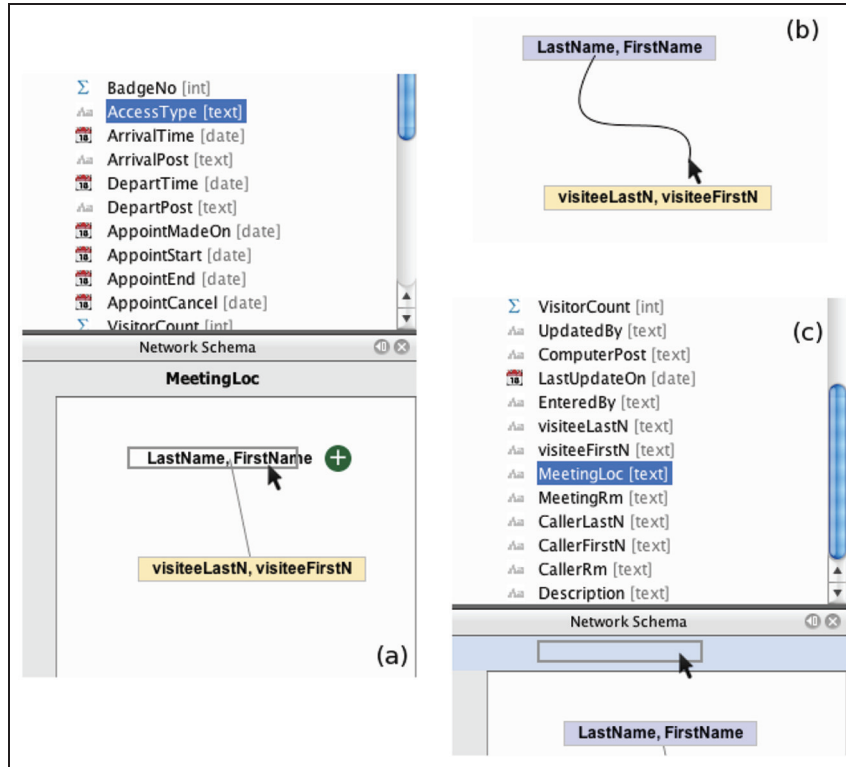 BadgeNo [int]
AccessType [text]
ArrivalTime [date]
ArrivalPost [text]
DepartTime [date]
DepartPost [text]
AppointMadeOn [date]
AppointStart [date]
AppointEnd [date]
AppointCancel [date]
VisitorCount [int]
Network Schema
MeetingLoc
LastName, FirstName
visiteeLastN, visiteeFirstN
(a)
(b)
LastName, FirstName
visiteeLastN, visiteeFirstN
(c)
VisitorCount [int]
UpdatedBy [text]
ComputerPost [text]
LastUpdateOn [date]
EnteredBy [text]
visiteeLastN [text]
visiteeFirstN [text]
MeetingLoc [text]
MeetingRm [text]
CallerLastN [text]
CallerFirstN [text]
CallerRm [text]
Description [text]
Network Schema
LastName, FirstName